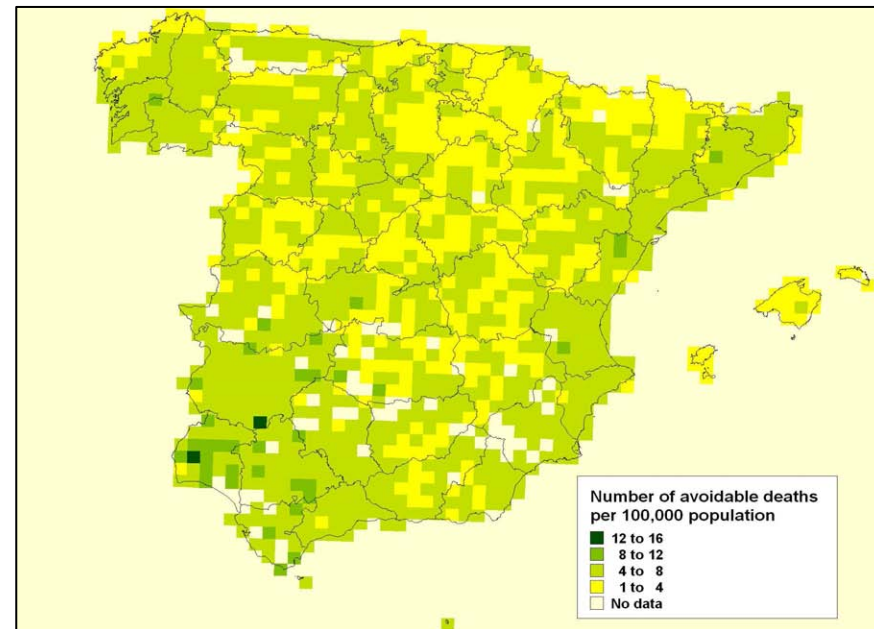 Number of avoidable deaths
per 100,000 population
12 to 16
8 to 12
4 to 8
1 to 4
No data